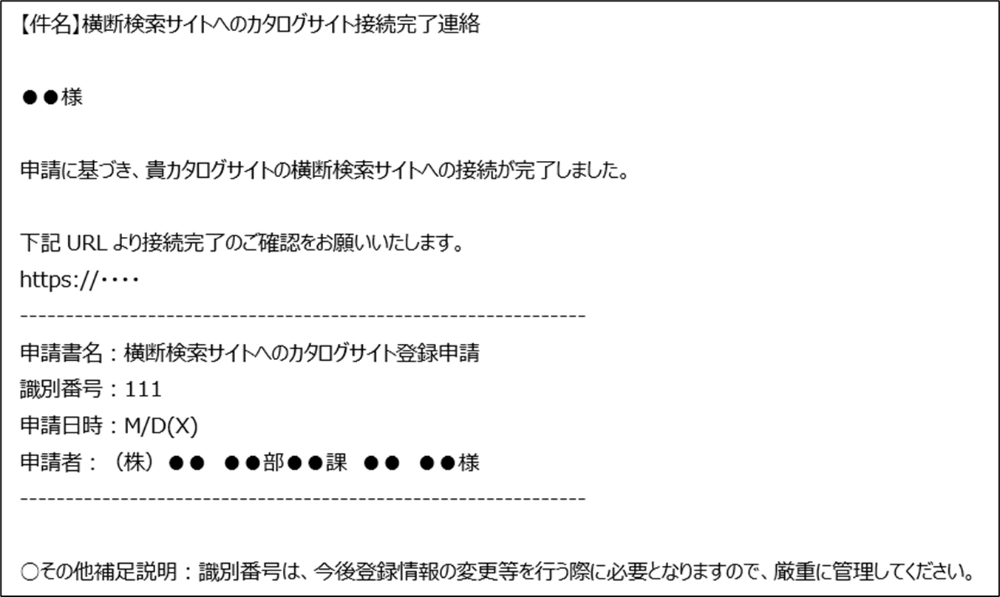 【件名】横断検索サイトへのカタログサイト接続完了連絡
●●様
申請に基づき、貴カタログサイトの横断検索サイトへの接続が完了しました。
下記 URL より接続完了のご確認をお願いいたします。
https://・・・・
--------------------------------------------------------------
申請書名：横断検索サイトへのカタログサイト登録申請
識別番号：111
申請日時：M/D(X)
申請者：（株）●●　●●部●●課　●●　●●様
--------------------------------------------------------------
○その他補足説明：識別番号は、今後登録情報の変更等を行う際に必要となりますので、厳重に管理してください。